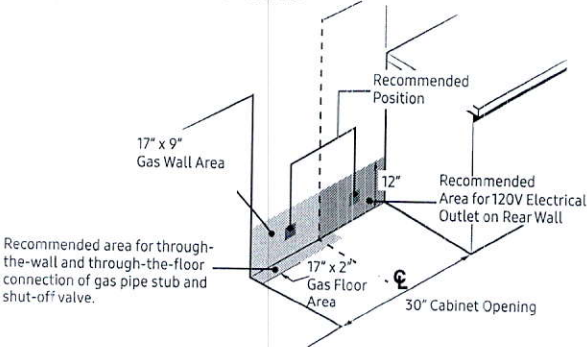 Recommended
Position
17" x 9"
Gas Wall Area
12"
Recommended
Area for 120V Electrical
Outlet on Rear Wall
Recommended area for through-
the-wall and through-the-floor
connection of gas pipe stub and
shut-off valve.
17" x 2"
Gas Floor
Area
℄
30" Cabinet Opening